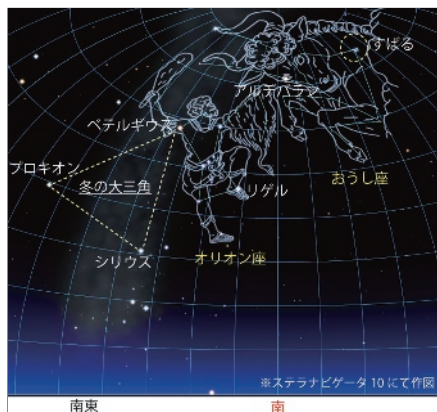 すばる
アルデバラン
ベテルギウス
プロキオン
冬の大三角
リゲル
おうし座
シリウス
オリオン座
※ステラナビゲータ10にて作図
南東
南